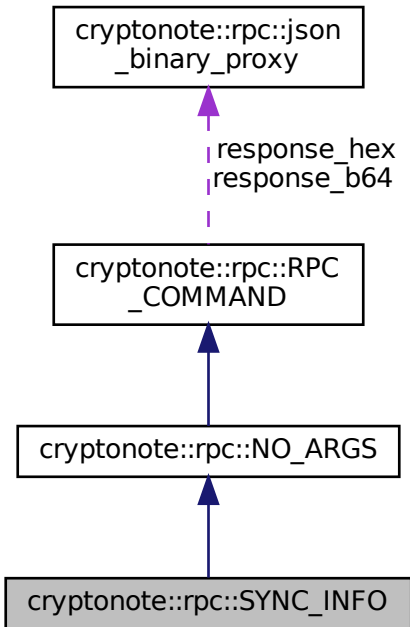 cryptonote::rpc::json
_binary_proxy
response_hex
response_b64
cryptonote::rpc::RPC
_COMMAND
cryptonote::rpc::NO_ARGS
cryptonote::rpc::SYNC_INFO